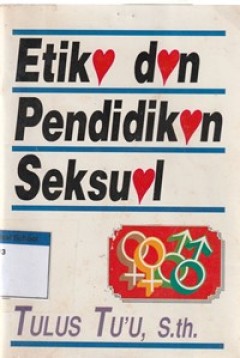 Etika dan
Pendidikan
Seksual
TULUS TU'U, S.th.